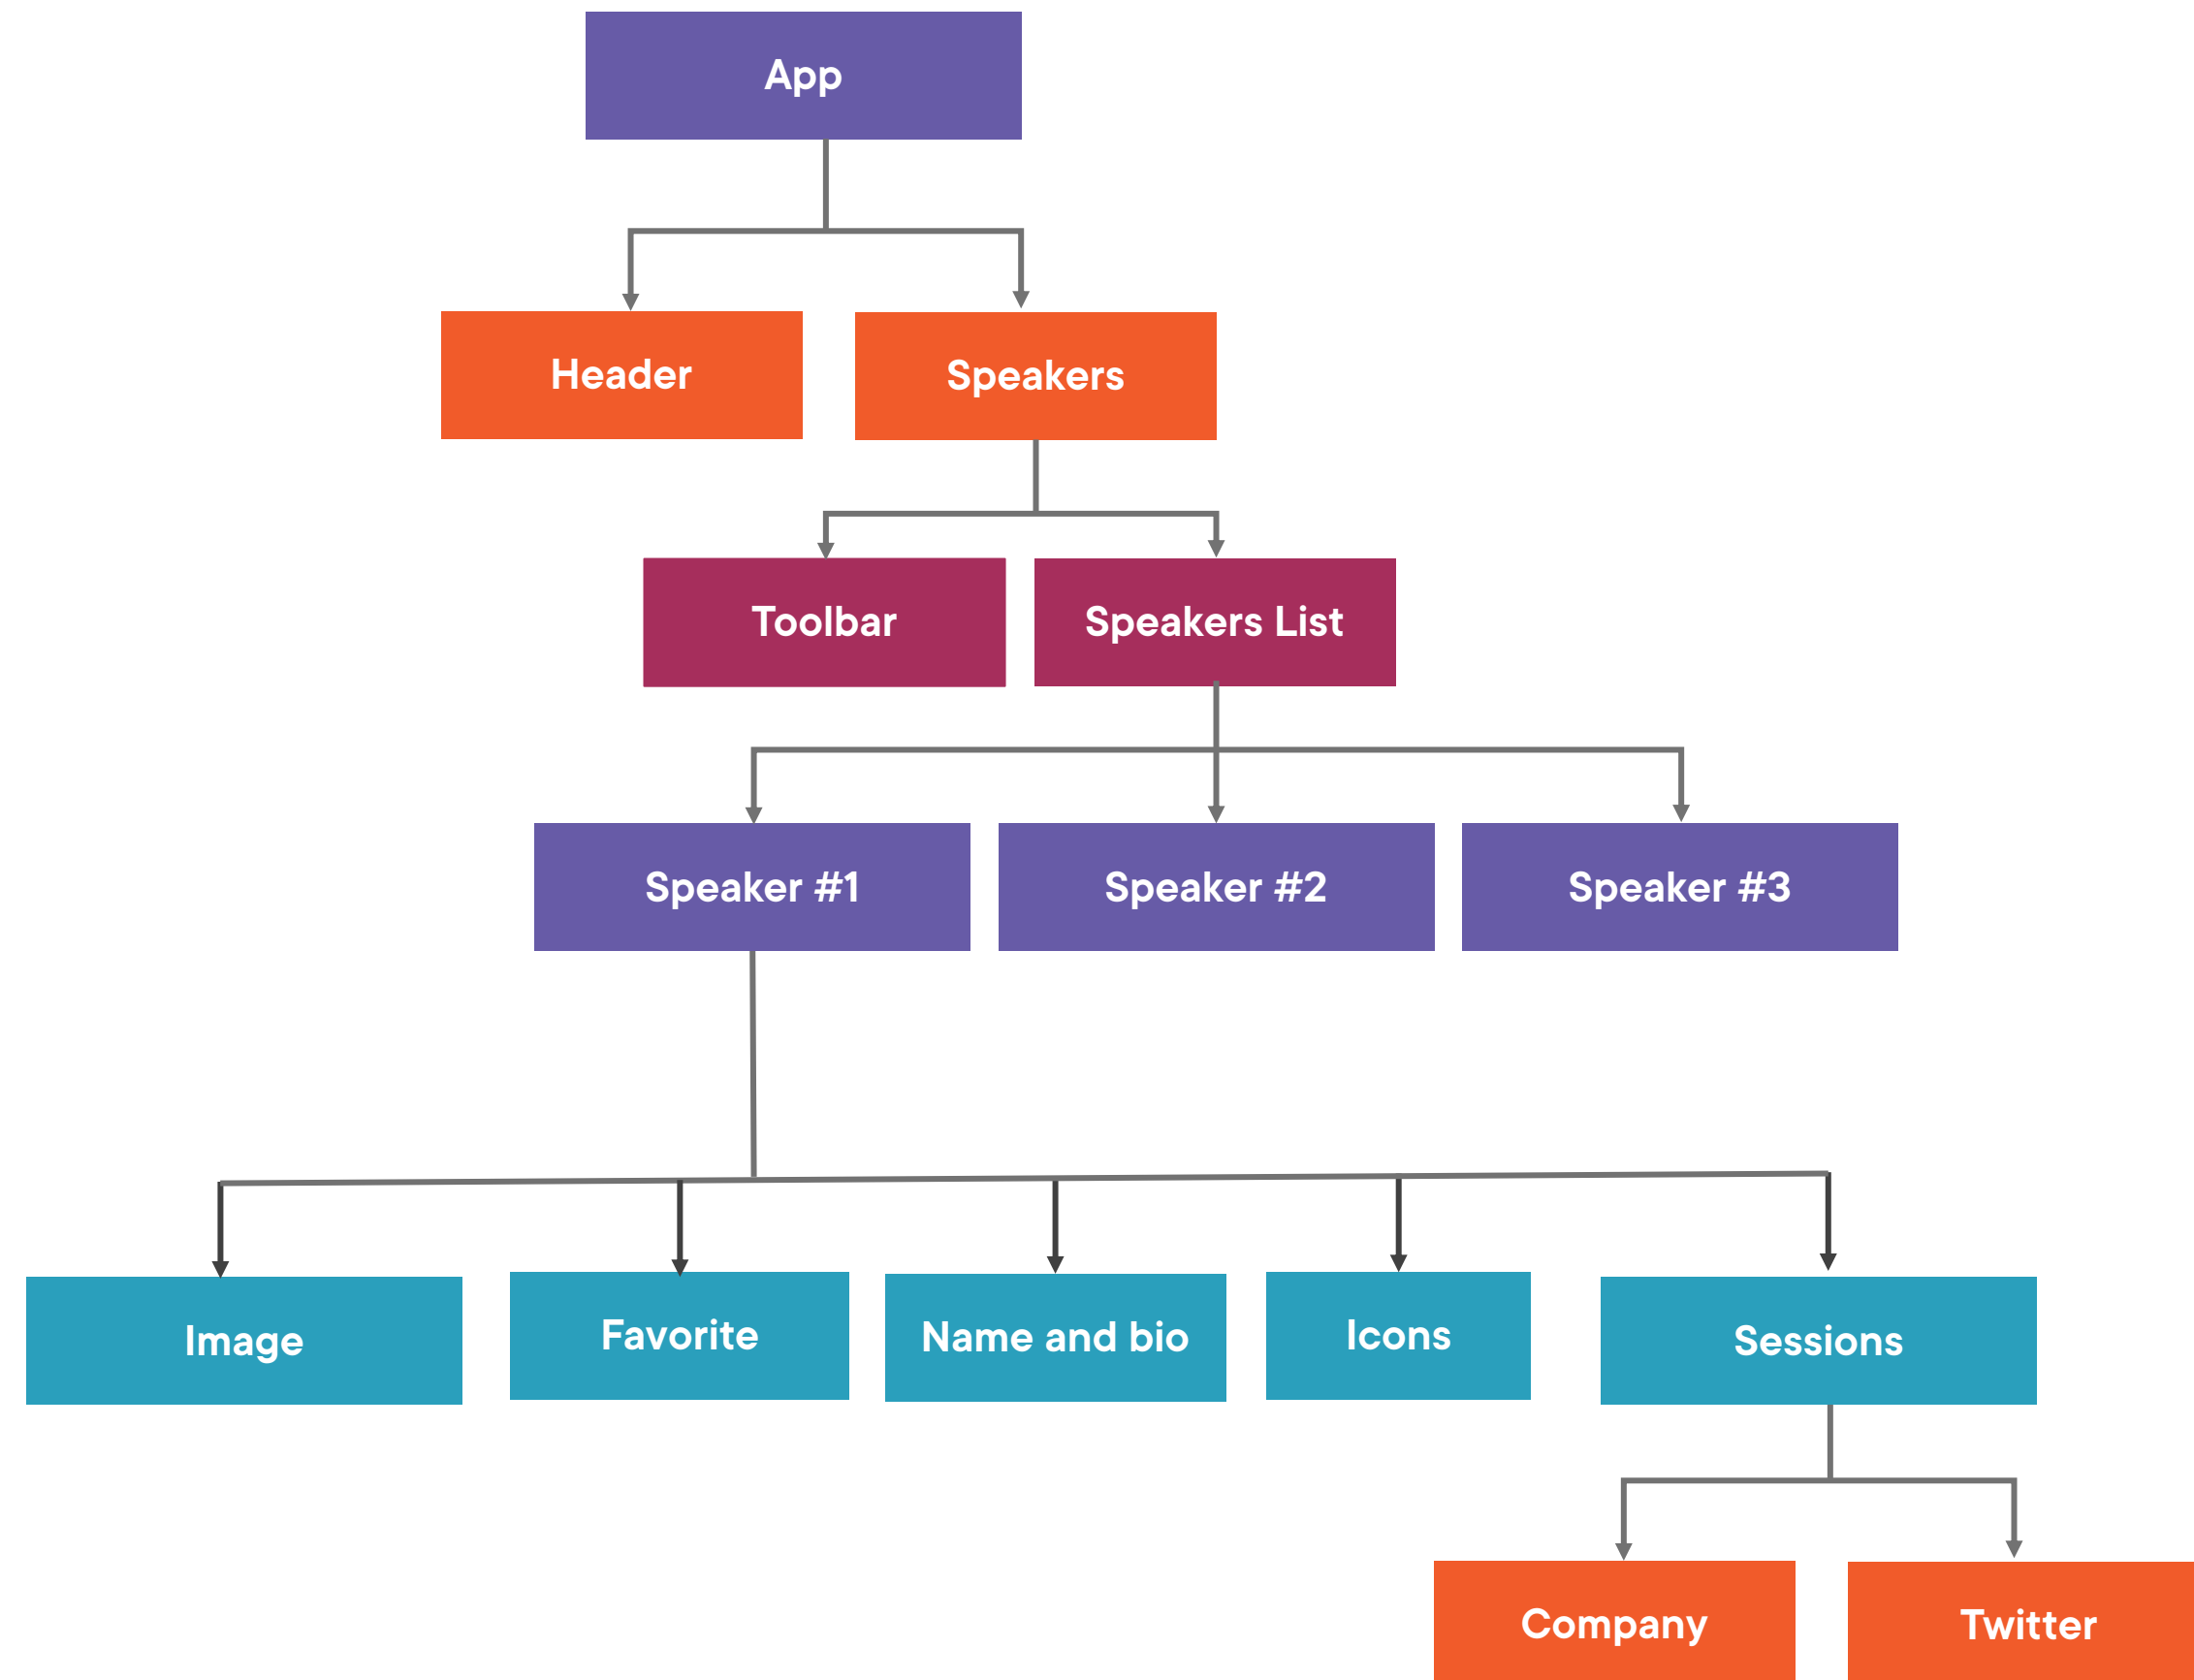 App
Header
Speakers
Toolbar
Speakers List
Speaker #1
Speaker #2
Speaker #3
Image
Favorite
Name and bio
Icons
Sessions
Company
Twitter